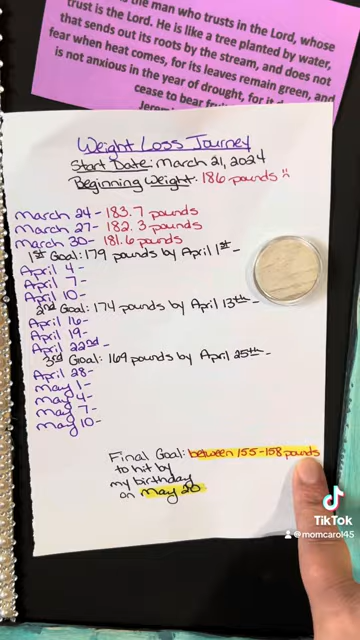 the man who trusts in the Lord, whose
trust is the Lord. He is like a tree planted by water,
that sends out its roots by the stream, and does not
fear when heat comes, for its leaves remain green, and
is not anxious in the year of drought, for it
cease to bear
Weight Loss Journey
Start Date: March 21, 2024
Beginning Weight: 186 pounds
March 24- 183.7 pounds
March 27- 182.3 pounds
March 30- 181.6 pounds
1st Goal: 179 pounds by April 1st-
April 4-
April 7-
April 10-
2nd Goal: 174 pounds by April 13th-
April 16-
April 19-
April 22nd-
3rd Goal: 169 pounds by April 25th-
April 28-
May 1-
May 4-
May 7-
May 10-
Final Goal: between 155-158 pounds
to hit by
my birthday
on May 20
TikTok
@momcarol45